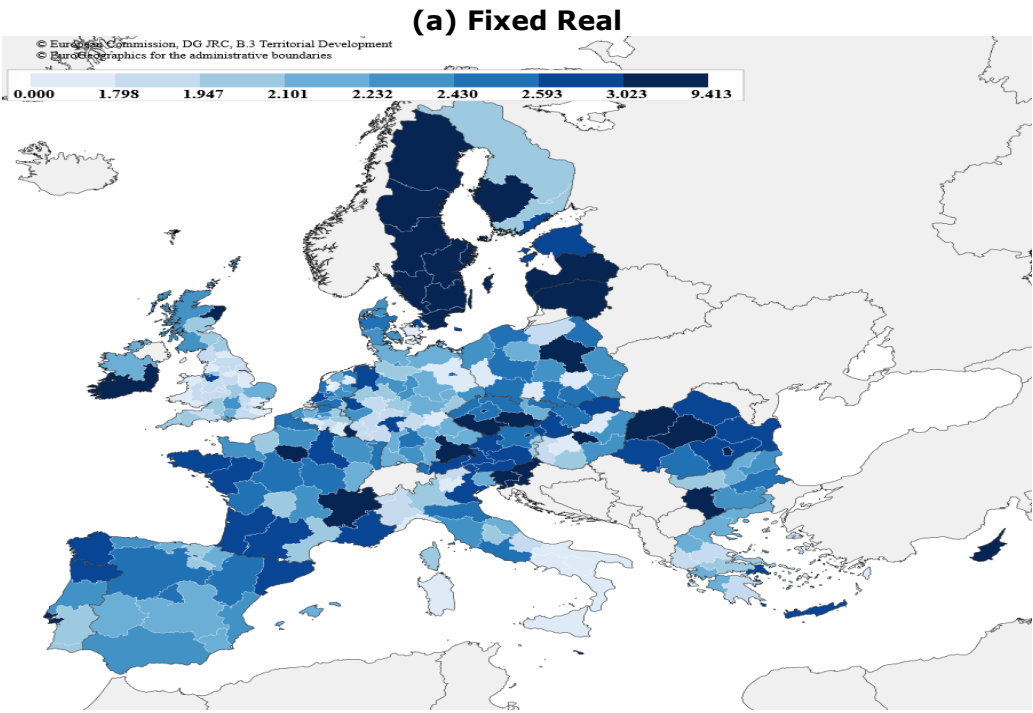 (a) Fixed Real
© European Commission, DG JRC, B.3 Territorial Development
© EuroGeographics for the administrative boundaries
0.000 1.798 1.947 2.101 2.232 2.430 2.593 3.023 9.413